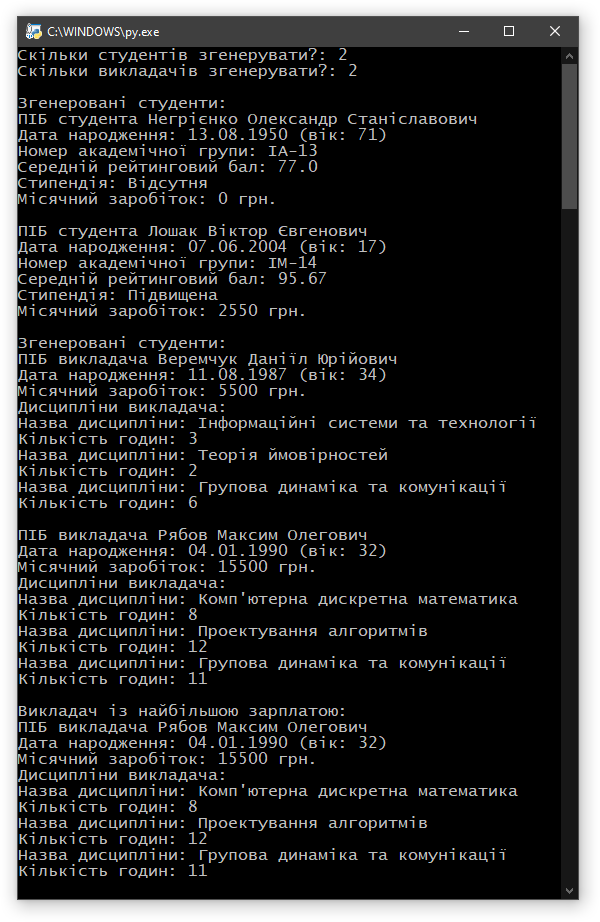 C:\WINDOWS\py.exe
Скільки студентів згенерувати?: 2
Скільки викладачів згенерувати?: 2
Згенеровані студенти:
ПІБ студента Негрієнко Олександр Станіславович
Дата народження: 13.08.1950 (вік: 71)
Номер академічної групи: ІА-13
Середній рейтинговий бал: 77.0
Стипендія: Відсутня
Місячний заробіток: 0 грн.
ПІБ студента Лошак Віктор Євгенович
Дата народження: 07.06.2004 (вік: 17)
Номер академічної групи: ІМ-14
Середній рейтинговий бал: 95.67
Стипендія: Підвищена
Місячний заробіток: 2550 грн.
Згенеровані студенти:
ПІБ викладача Веремчук Данііл Юрійович
Дата народження: 11.08.1987 (вік: 34)
Місячний заробіток: 5500 грн.
Дисципліни викладача:
Назва дисципліни: Інформаційні системи та технології
Кількість годин: 3
Назва дисципліни: Теорія ймовірностей
Кількість годин: 2
Назва дисципліни: Групова динаміка та комунікації
Кількість годин: 6
ПІБ викладача Рябов Максим Олегович
Дата народження: 04.01.1990 (вік: 32)
Місячний заробіток: 15500 грн.
Дисципліни викладача:
Назва дисципліни: Комп'ютерна дискретна математика
Кількість годин: 8
Назва дисципліни: Проектування алгоритмів
Кількість годин: 12
Назва дисципліни: Групова динаміка та комунікації
Кількість годин: 11
Викладач із найбільшою зарплатою:
ПІБ викладача Рябов Максим Олегович
Дата народження: 04.01.1990 (вік: 32)
Місячний заробіток: 15500 грн.
Дисципліни викладача:
Назва дисципліни: Комп'ютерна дискретна математика
Кількість годин: 8
Назва дисципліни: Проектування алгоритмів
Кількість годин: 12
Назва дисципліни: Групова динаміка та комунікації
Кількість годин: 11